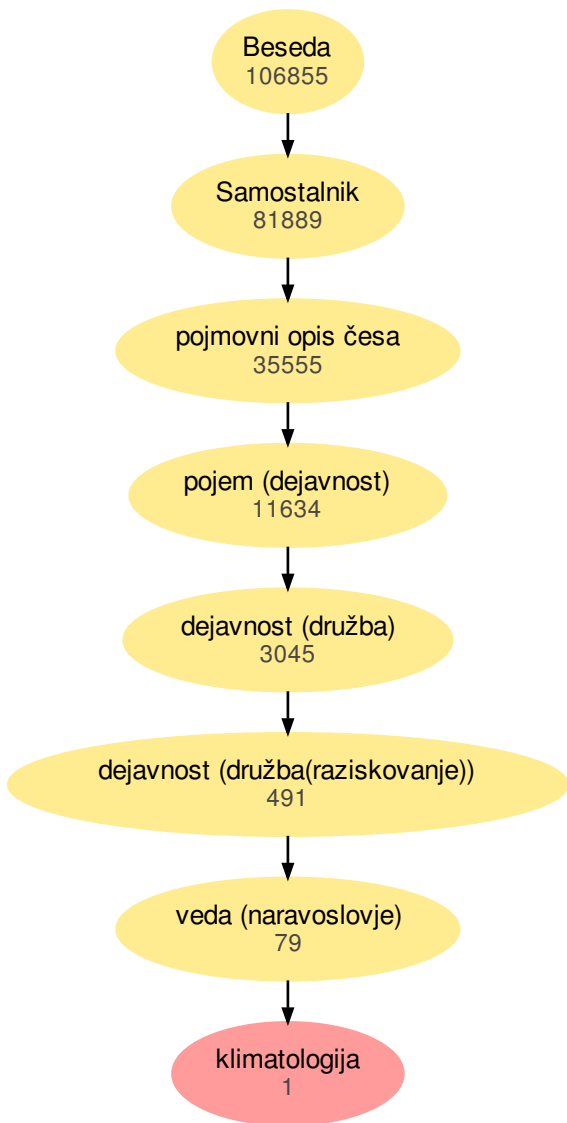 Beseda
106855
Samostalnik
81889
pojmovni opis česa
35555
pojem (dejavnost)
11634
dejavnost (družba)
3045
dejavnost (družba(raziskovanje))
491
veda (naravoslovje)
79
klimatologija
1